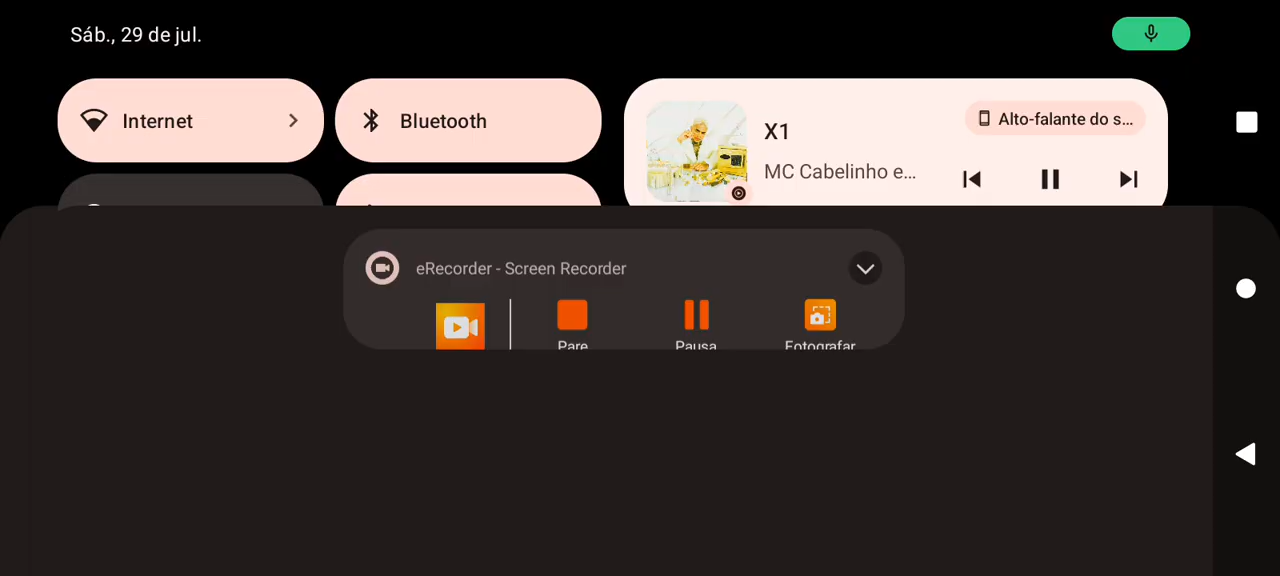 Sáb., 29 de jul.
Internet
Bluetooth
X1
Alto-falante do s...
MC Cabelinho e...
eRecorder - Screen Recorder
Pare
Pausa
Fotografar